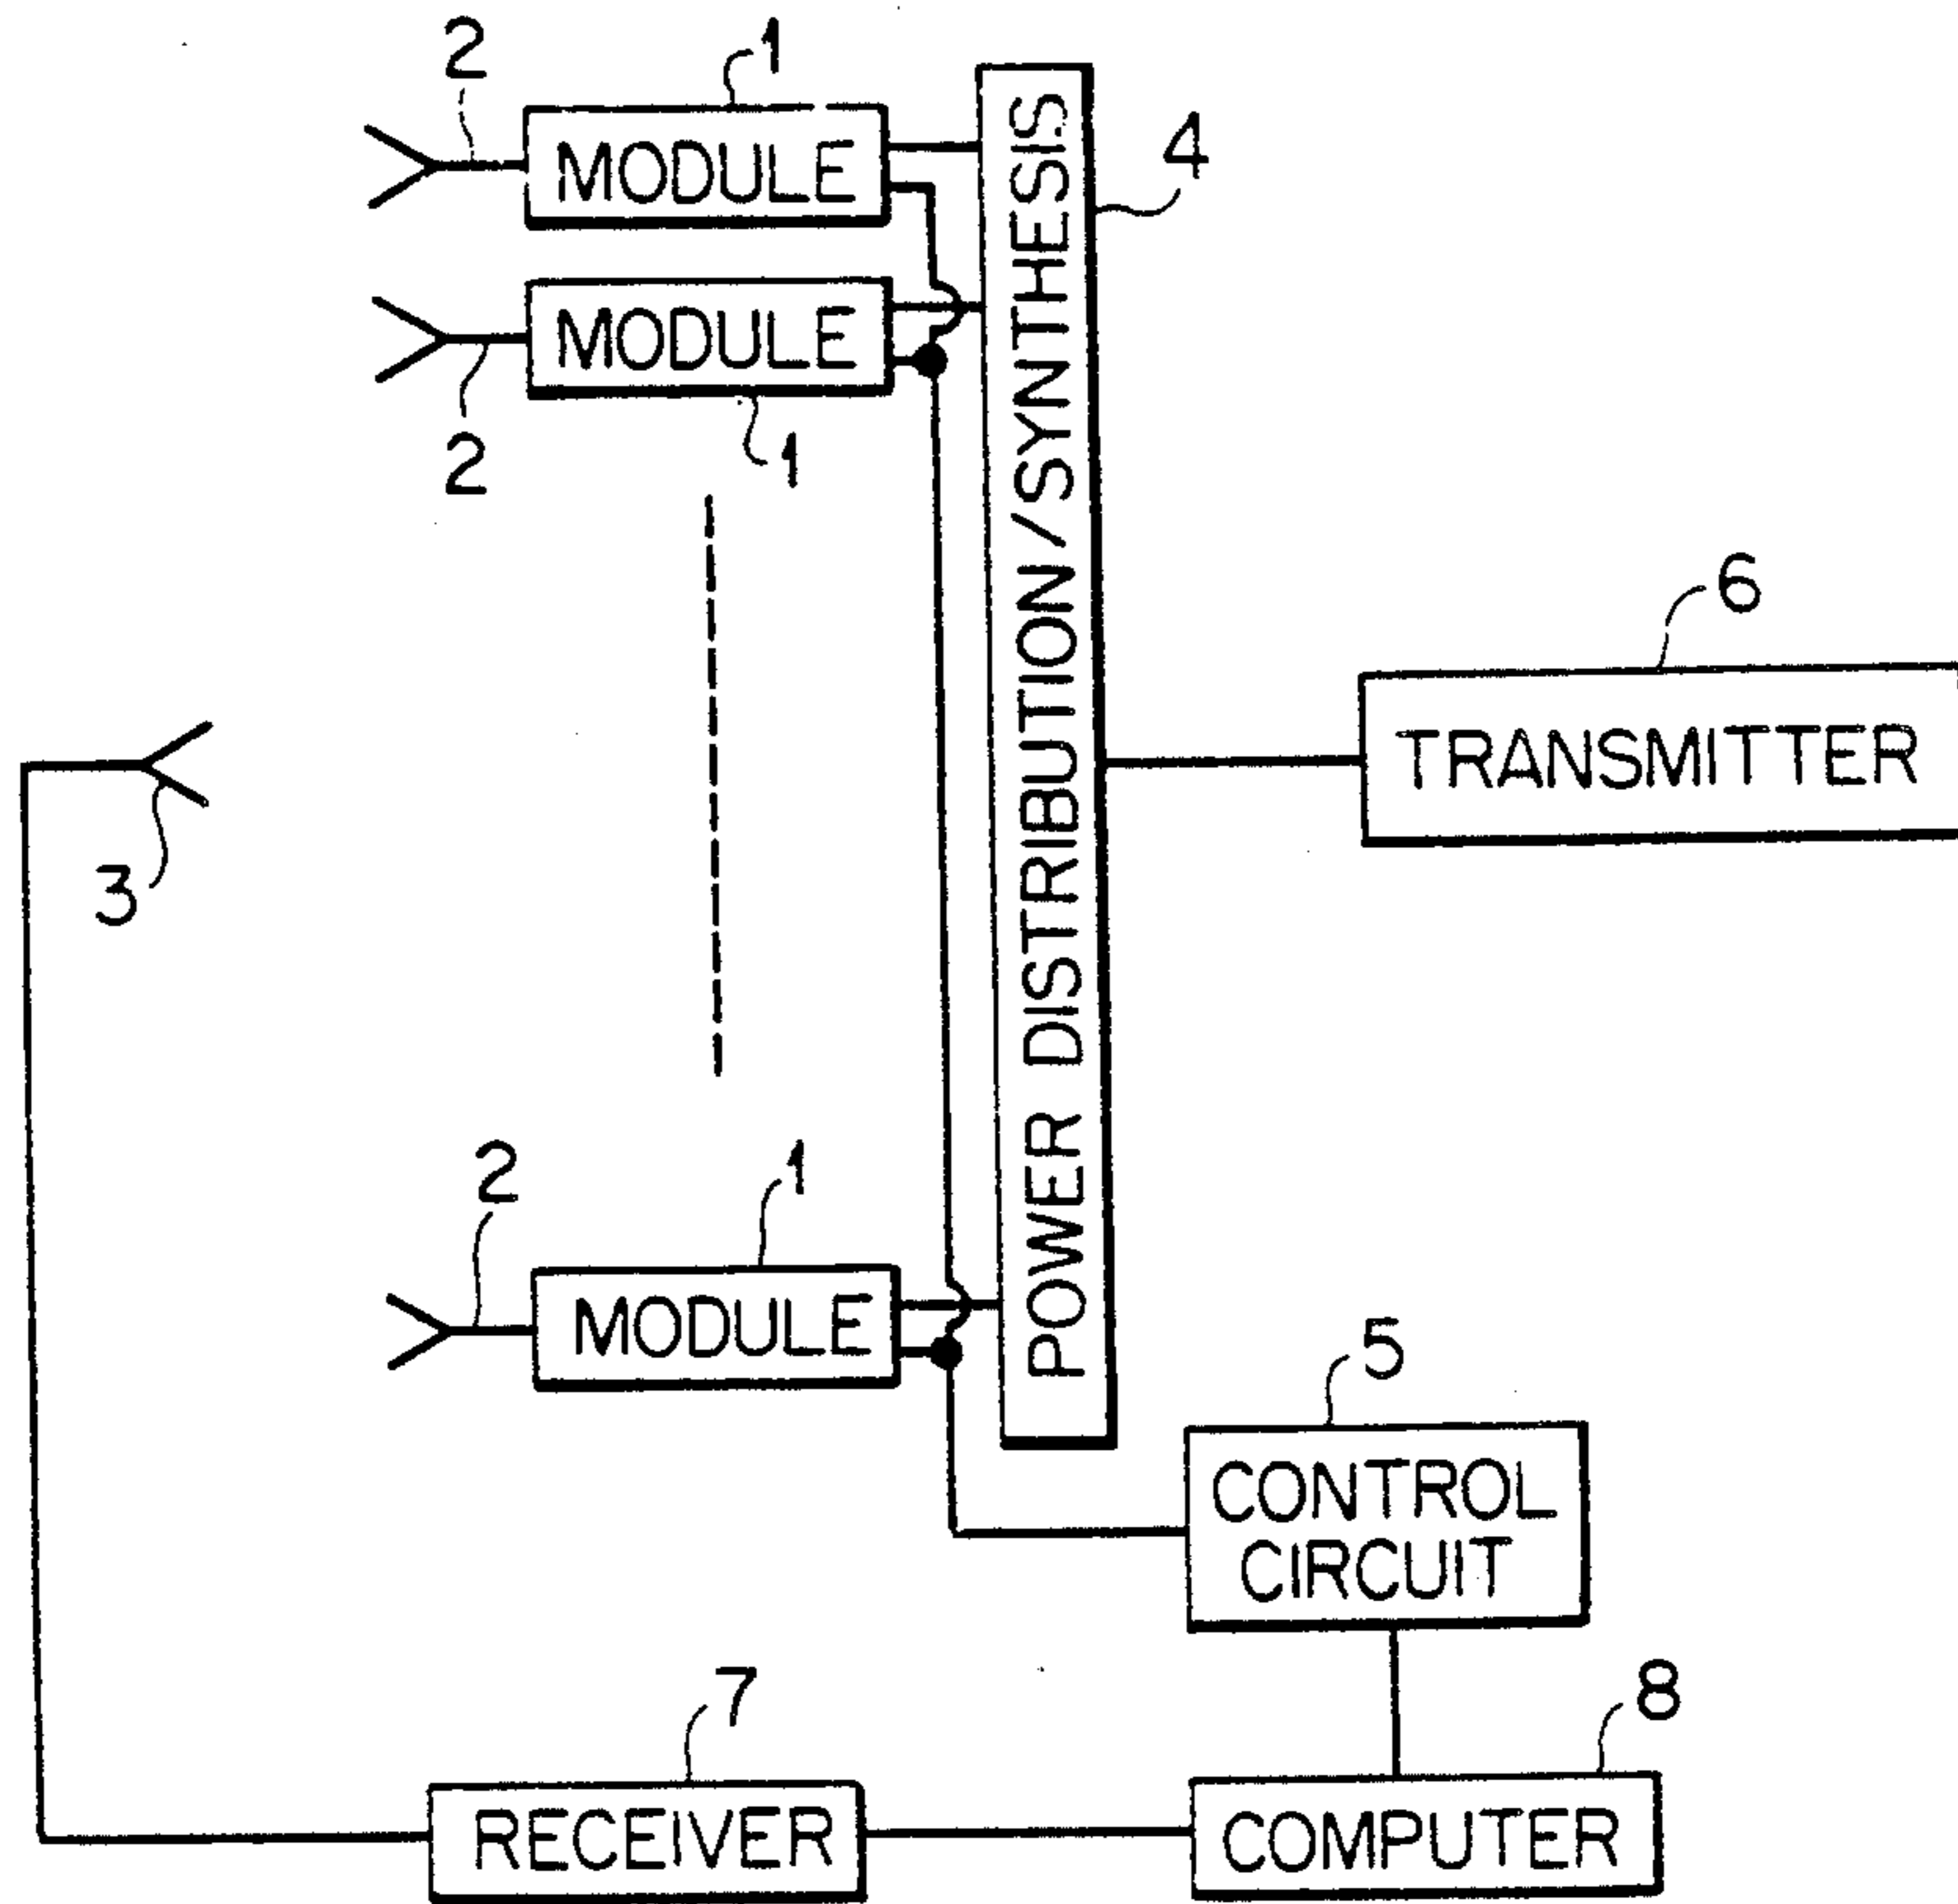 2
1
MODULE
4
MODULE
2
1
POWER DISTRIBUTION/SYNTHESIS
6
TRANSMITTER
3
2
1
MODULE
5
CONTROL
CIRCUIT
7
8
RECEIVER
COMPUTER